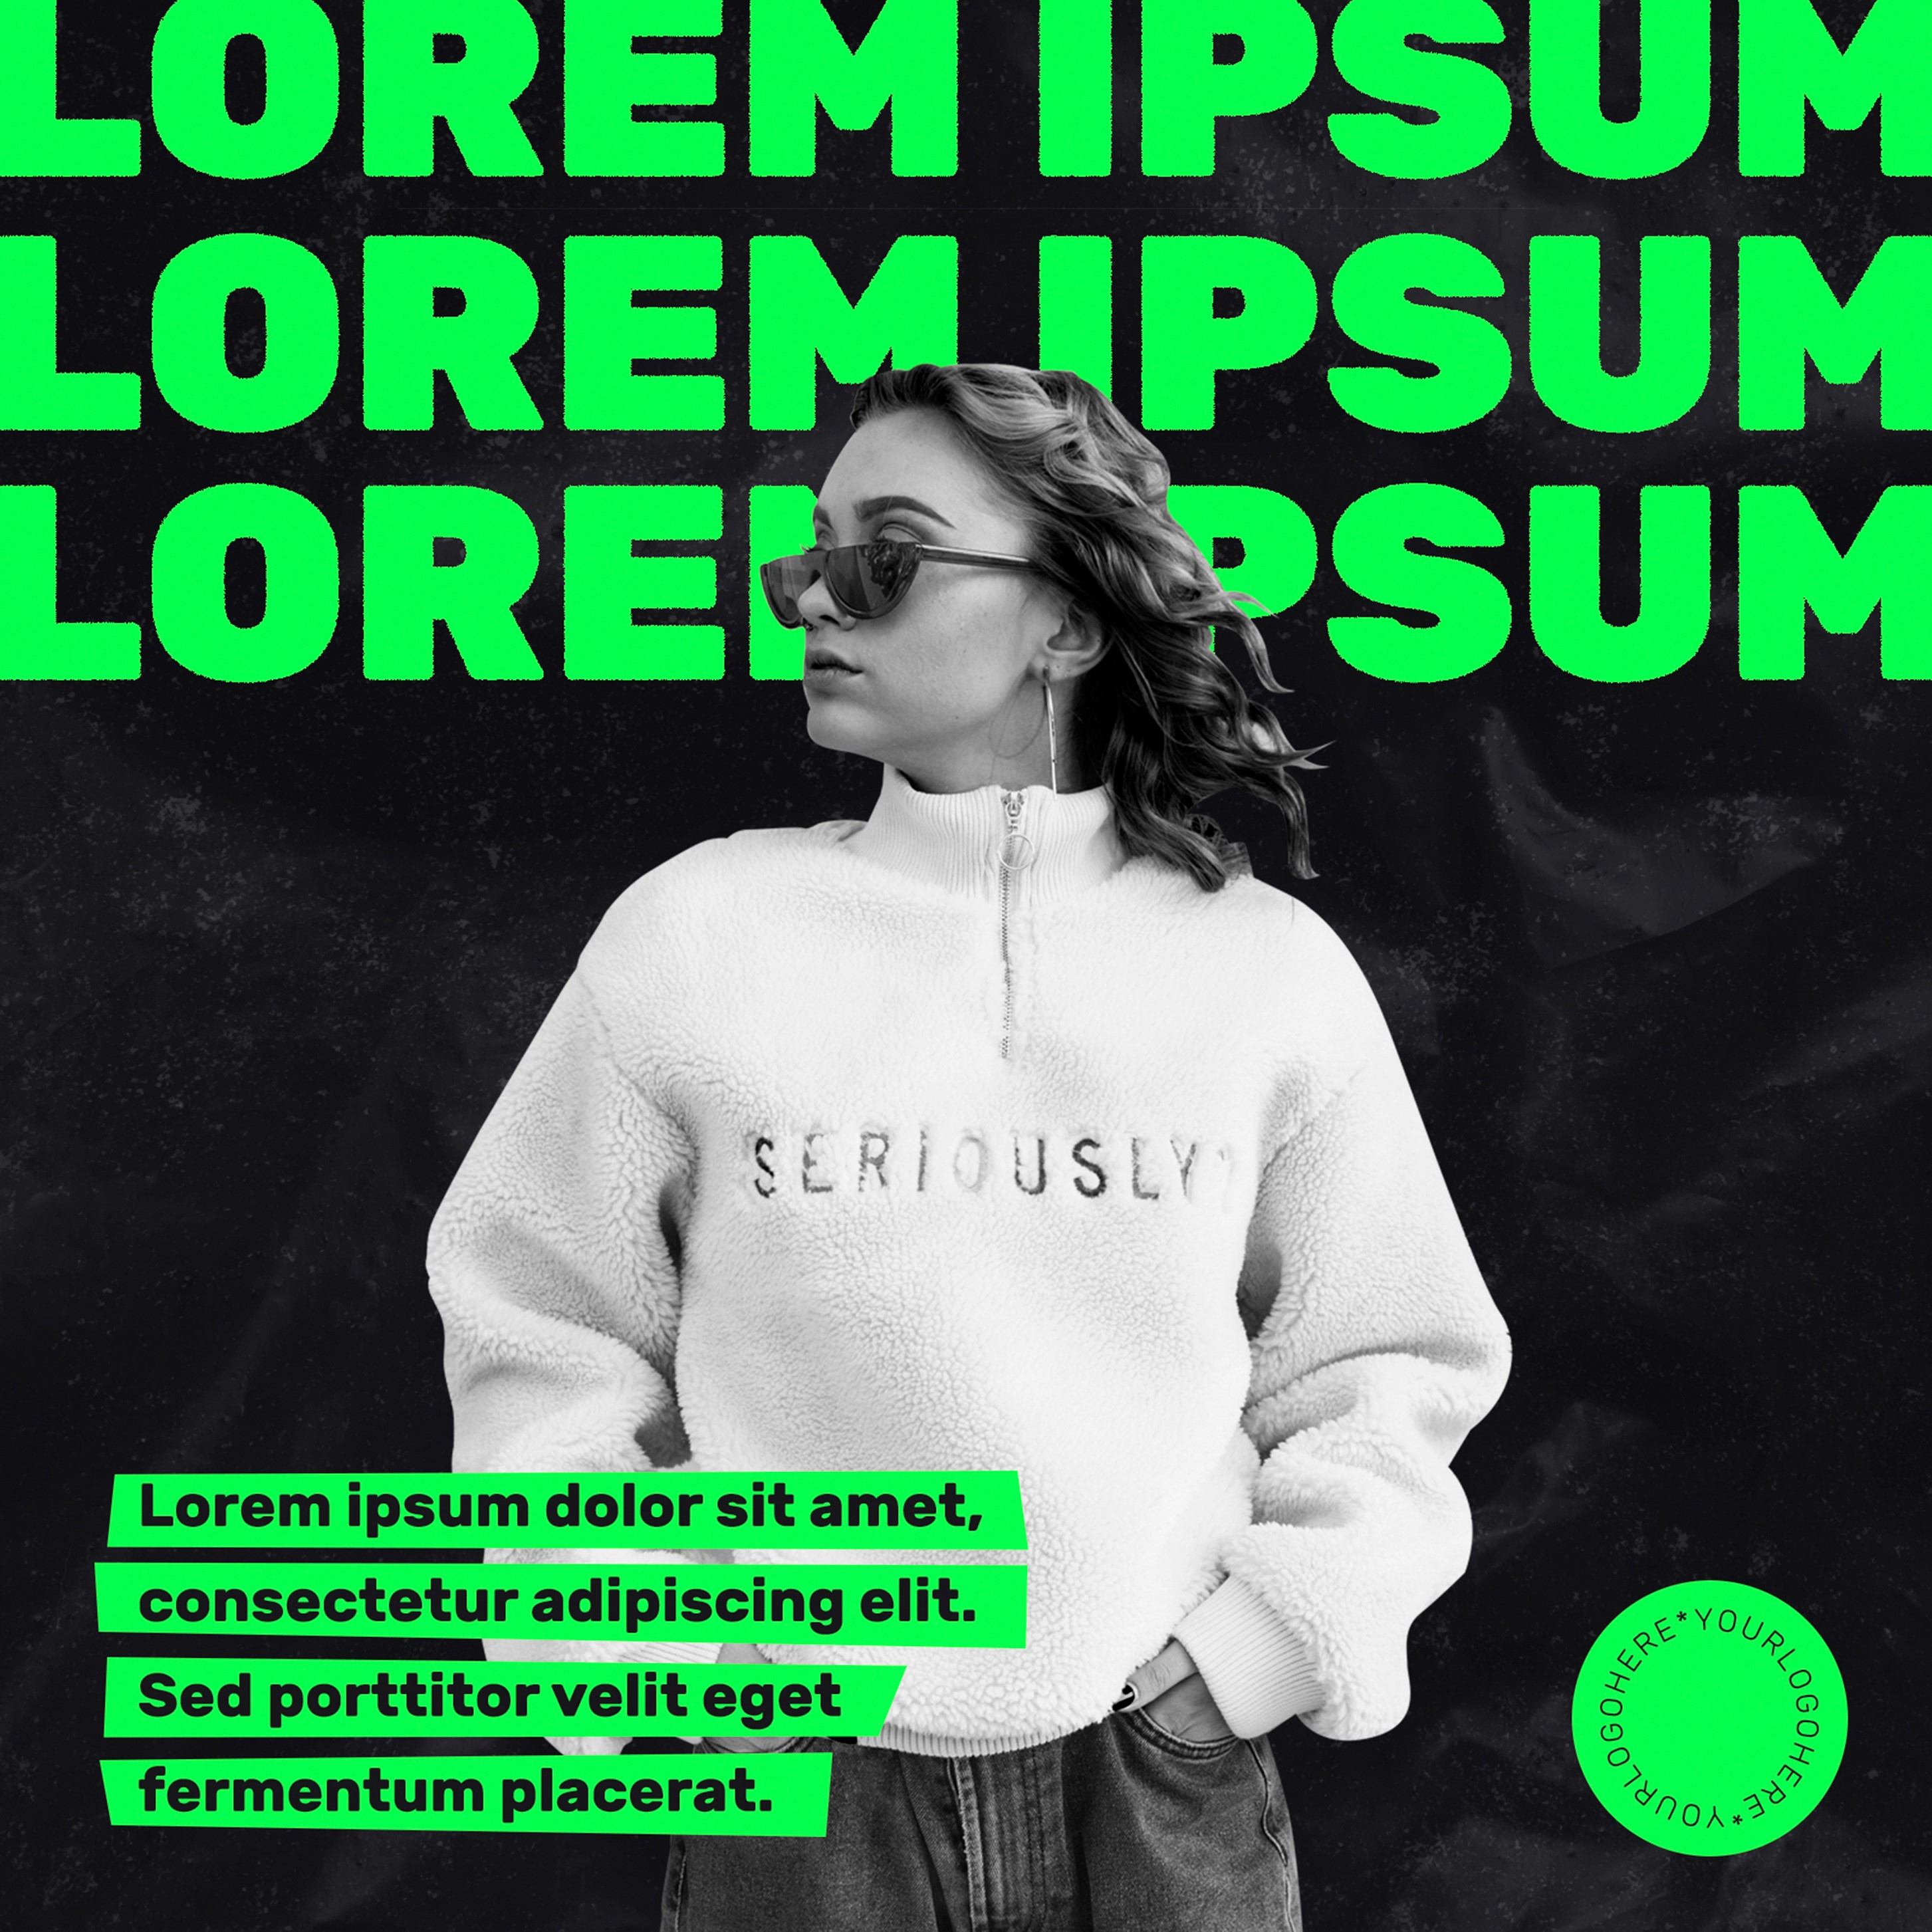 LOREM IPSUM
LOREM IPSUM
LOREM IPSUM
SERIOUSLY?
Lorem ipsum dolor sit amet,
consectetur adipiscing elit.
Sed porttitor velit eget
fermentum placerat.
YOURLOGOHERE*YOURLOGOHERE*